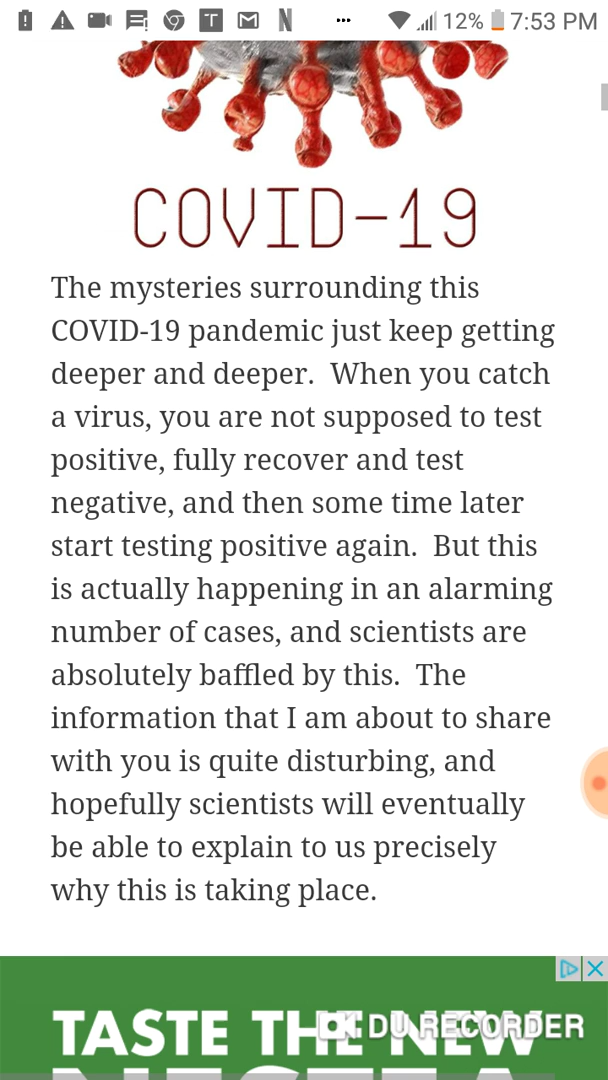 12% 7:53 PM
COVID-19
The mysteries surrounding this
COVID-19 pandemic just keep getting
deeper and deeper.  When you catch
a virus, you are not supposed to test
positive, fully recover and test
negative, and then some time later
start testing positive again.  But this
is actually happening in an alarming
number of cases, and scientists are
absolutely baffled by this.  The
information that I am about to share
with you is quite disturbing, and
hopefully scientists will eventually
be able to explain to us precisely
why this is taking place.
TASTE THE NEW
DU RECORDER